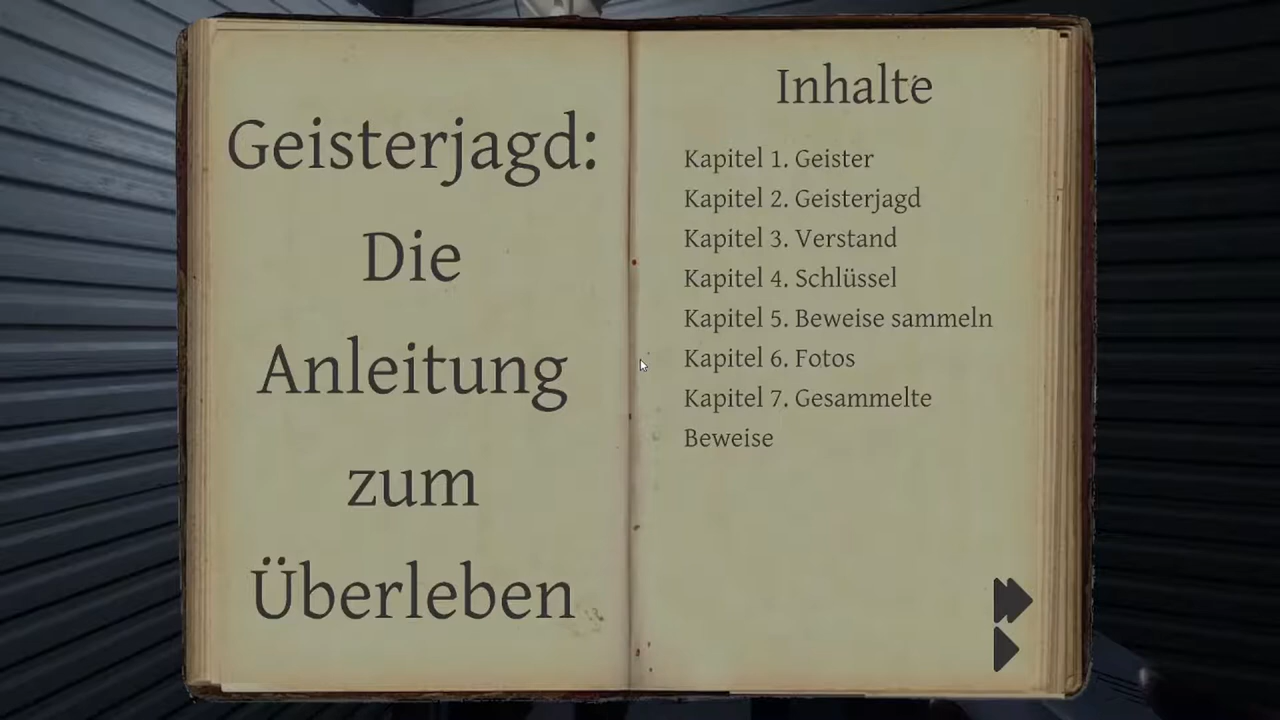 Geisterjagd:
Die
Anleitung
zum
Überleben
Inhalte
Kapitel 1. Geister
Kapitel 2. Geisterjagd
Kapitel 3. Verstand
Kapitel 4. Schlüssel
Kapitel 5. Beweise sammeln
Kapitel 6. Fotos
Kapitel 7. Gesammelte
Beweise